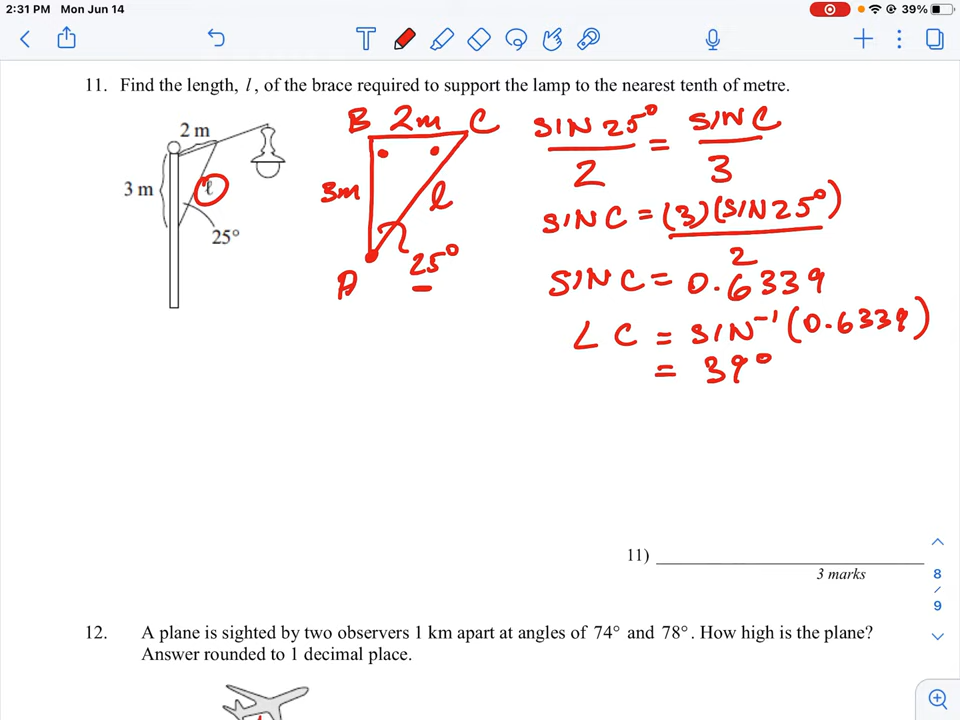 2:31 PM Mon Jun 14
39%
11. Find the length, l, of the brace required to support the lamp to the nearest tenth of metre.
2 m
3 m
ℓ
25°
B 2m C
3m
l
25°
A
SIN 25° / 2 = SIN C / 3
SIN C = (3)(SIN 25°) / 2
SIN C = 0.6339
∠ C = SIN⁻¹ (0.6339)
= 39°
11) ____________________
3 marks
8
/
9
12. A plane is sighted by two observers 1 km apart at angles of 74° and 78°. How high is the plane?
Answer rounded to 1 decimal place.